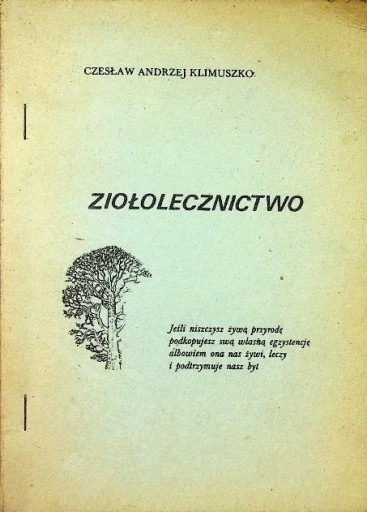 CZESŁAW ANDRZEJ KLIMUSZKO.
ZIOŁOLECZNICTWO
Jeśli niszczysz żywą przyrodę
podkopujesz swą własną egzystencję
albowiem ona nas żywi, leczy
i podtrzymuje nasz byt